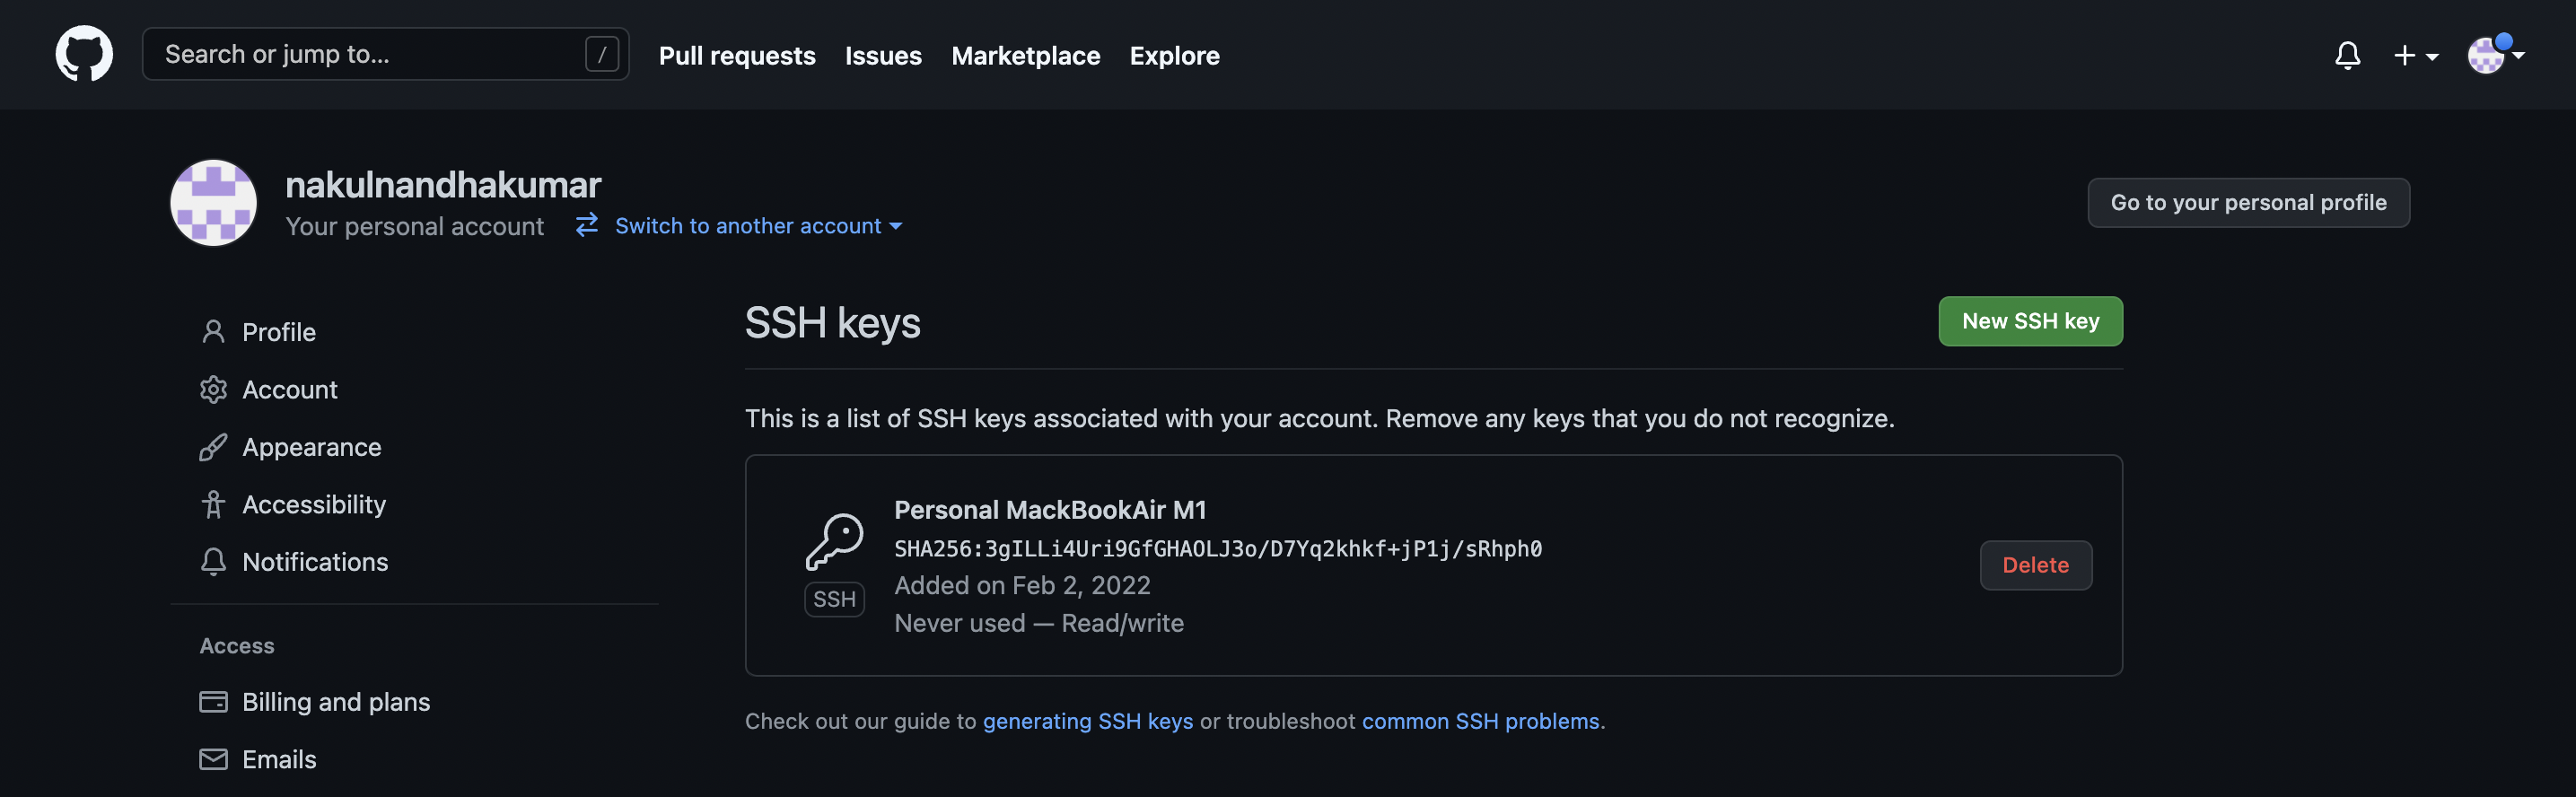 Search or jump to... /
Pull requests Issues Marketplace Explore
nakulnandhakumar
Your personal account Switch to another account
Go to your personal profile
Profile
Account
Appearance
Accessibility
Notifications
Access
Billing and plans
Emails
SSH keys
New SSH key
This is a list of SSH keys associated with your account. Remove any keys that you do not recognize.
Personal MackBookAir M1
SHA256:3gILLi4Uri9GfGHAOLJ3o/D7Yq2khkf+jP1j/sRhph0
Added on Feb 2, 2022
Never used — Read/write
SSH
Delete
Check out our guide to generating SSH keys or troubleshoot common SSH problems.